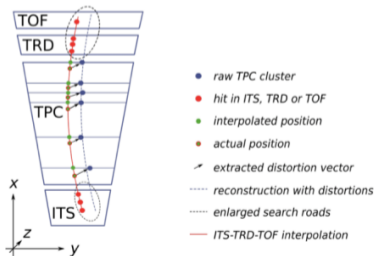 TOF
TRD
TPC
ITS
x
z
y
raw TPC cluster
hit in ITS, TRD or TOF
interpolated position
actual position
extracted distortion vector
reconstruction with distortions
enlarged search roads
ITS-TRD-TOF interpolation